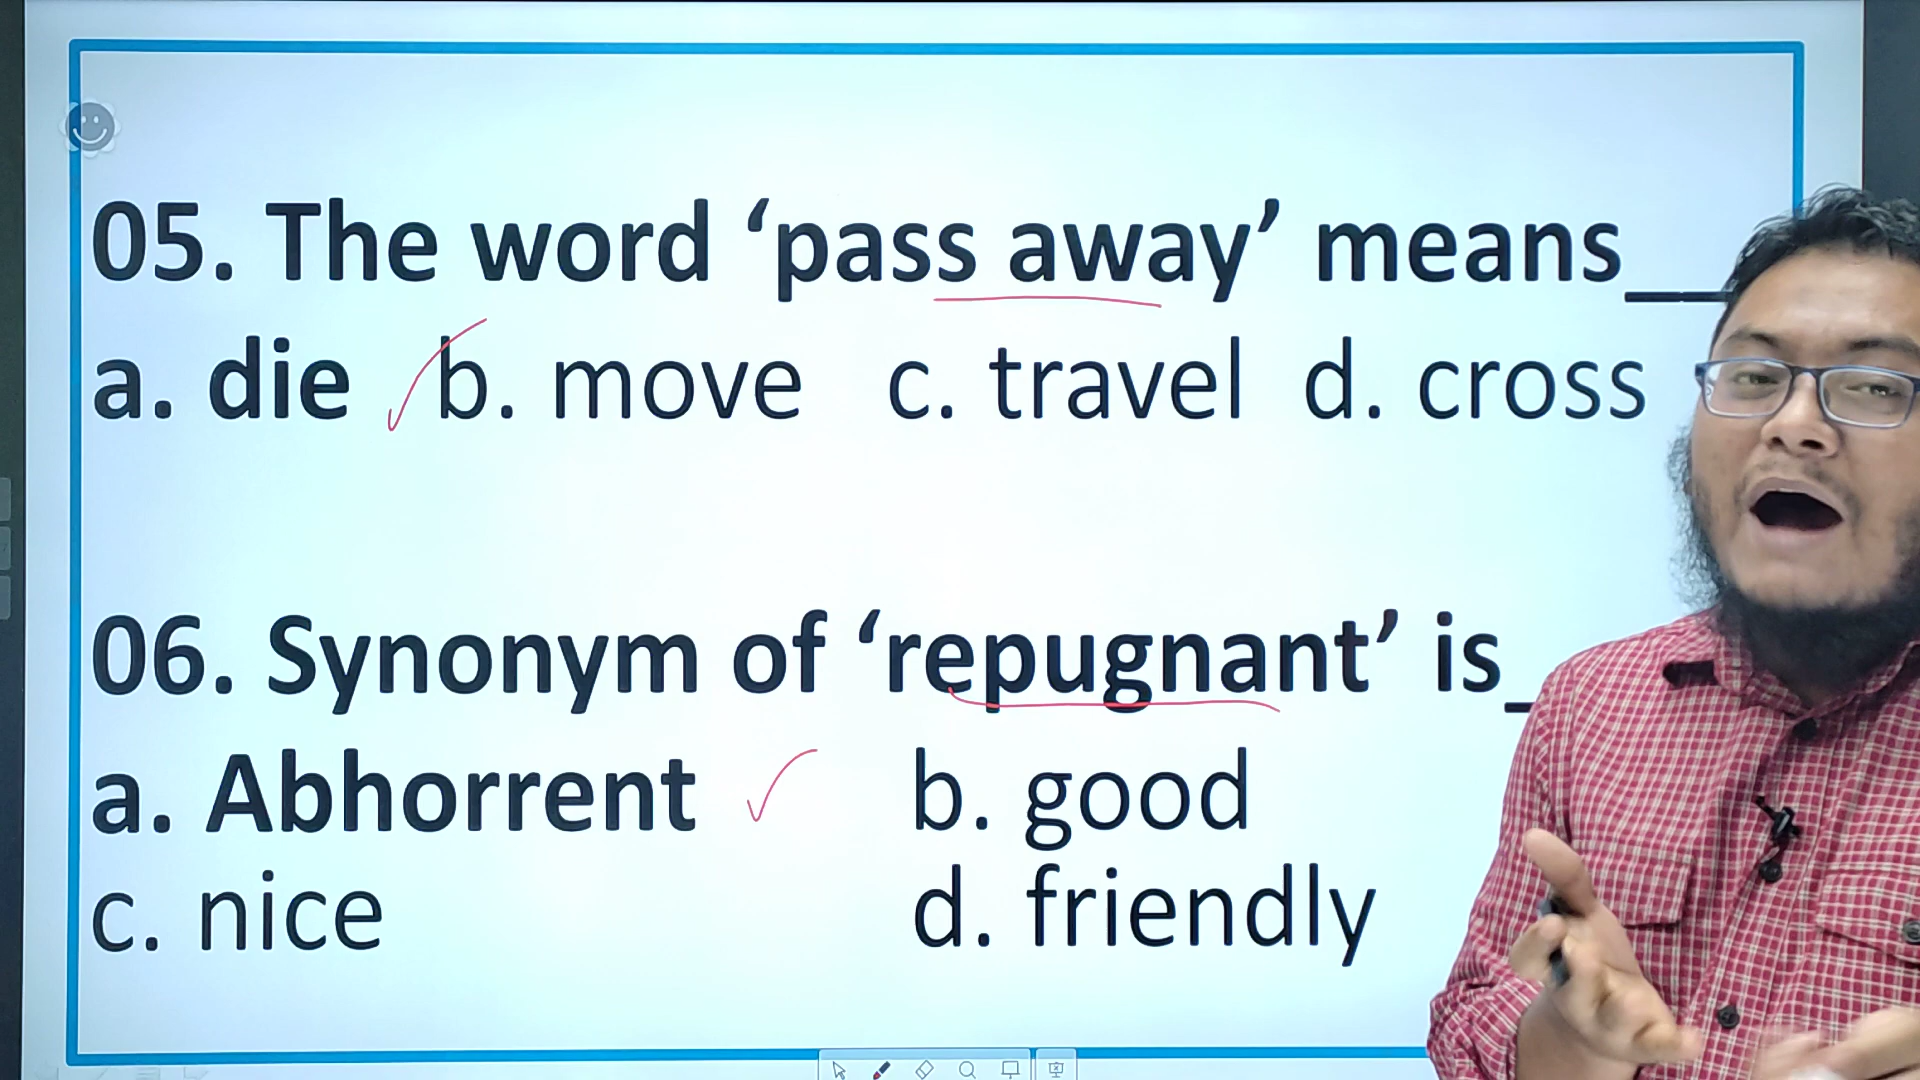 05. The word ‘pass away’ means__
a. die b. move c. travel d. cross
06. Synonym of ‘repugnant’ is_
a. Abhorrent b. good
c. nice d. friendly